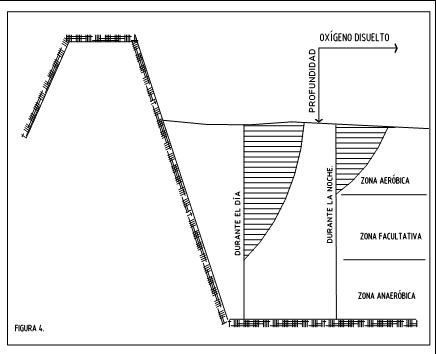 OXÍGENO DISUELTO
PROFUNDIDAD
DURANTE EL DÍA
DURANTE LA NOCHE.
ZONA AERÓBICA
ZONA FACULTATIVA
ZONA ANAERÓBICA
FIGURA 4.